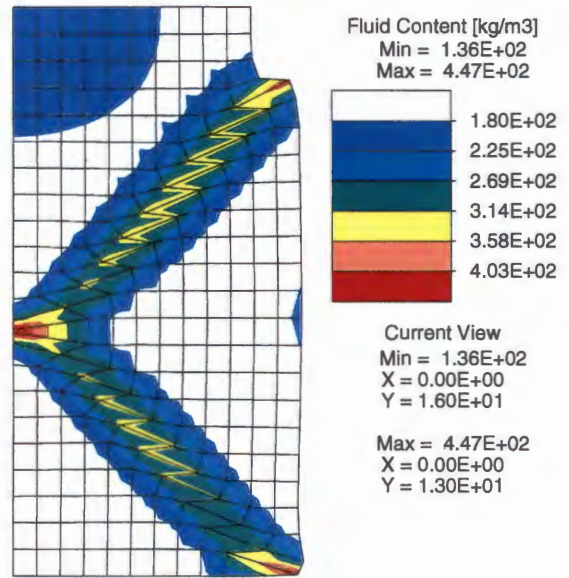 Fluid Content [kg/m3]
Min = 1.36E+02
Max = 4.47E+02
1.80E+02
2.25E+02
2.69E+02
3.14E+02
3.58E+02
4.03E+02
Current View
Min = 1.36E+02
X = 0.00E+00
Y = 1.60E+01
Max = 4.47E+02
X = 0.00E+00
Y = 1.30E+01